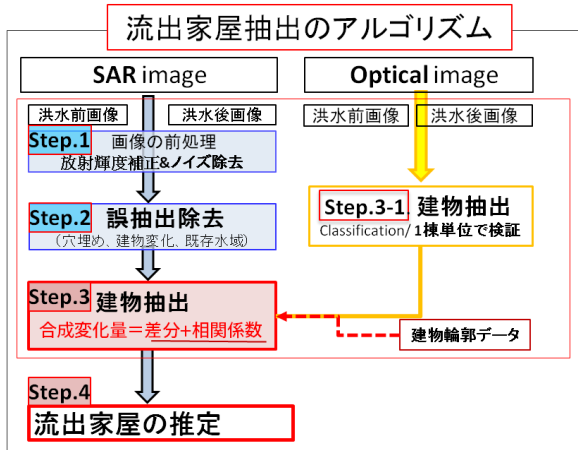 流出家屋抽出のアルゴリズム
SAR image
Optical image
洪水前画像
洪水後画像
洪水前画像
洪水後画像
Step.1
画像の前処理
放射輝度補正&ノイズ除去
Step.2
誤抽出除去
(穴埋め、建物変化、既存水域)
Step.3-1.
建物抽出
Classification/ 1棟単位で検証
Step.3
建物抽出
合成変化量＝差分+相関係数
建物輪郭データ
Step.4
流出家屋の推定